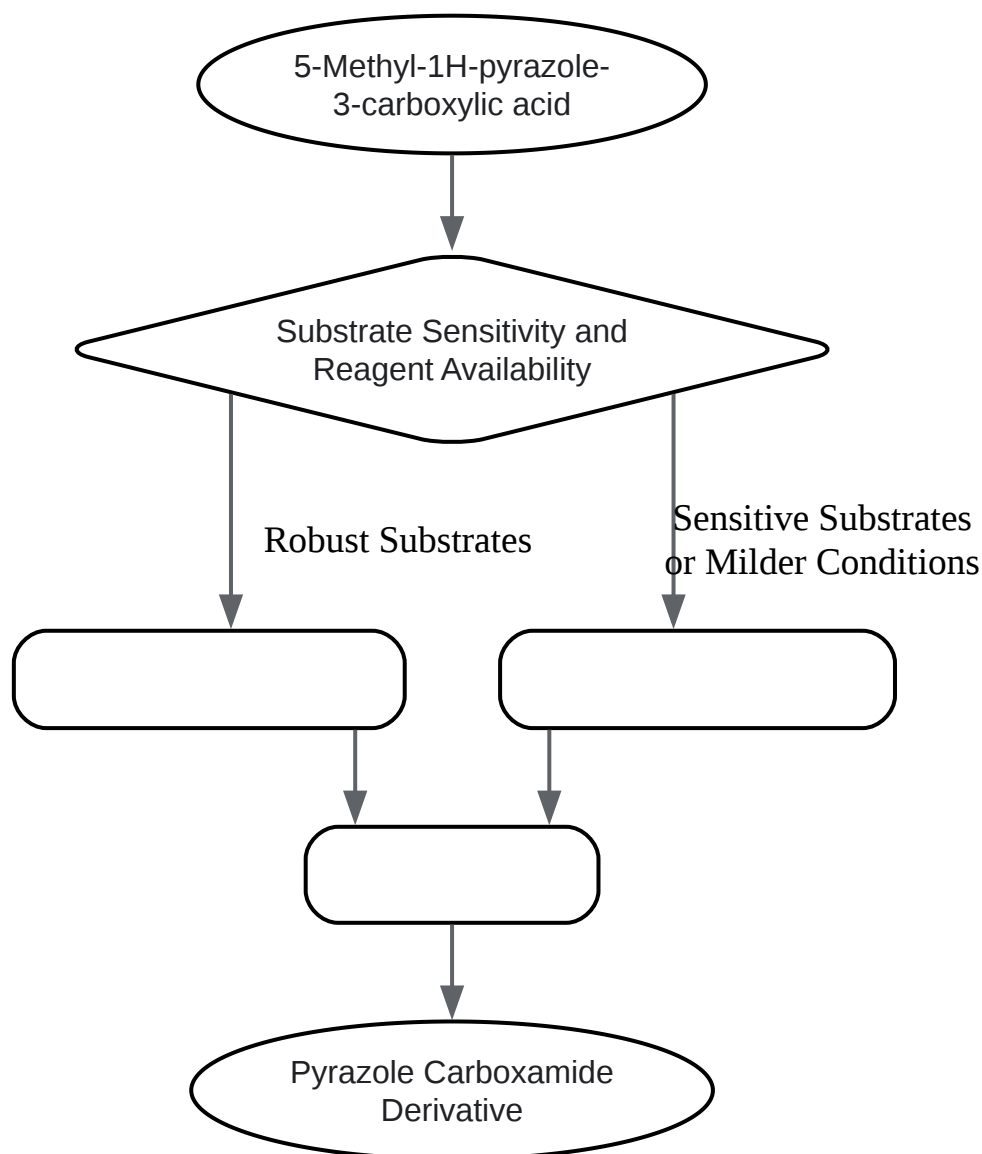 5-Methyl-1H-pyrazole-
3-carboxylic acid
Substrate Sensitivity and
Reagent Availability
Robust Substrates
Sensitive Substrates
or Milder Conditions
Pyrazole Carboxamide
Derivative